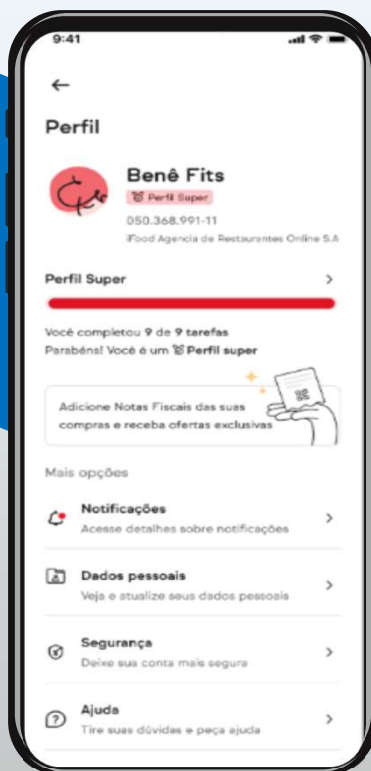 9:41
Perfil
Benê Fits
Perfil Super
050.368.991-11
iFood Agencia de Restaurantes Online S.A
Perfil Super
Você completou 9 de 9 tarefas
Parabéns! Você é um Perfil super
Adicione Notas Fiscais das suas
compras e receba ofertas exclusivas
Mais opções
Notificações
Acesse detalhes sobre notificações
Dados pessoais
Veja e atualize seus dados pessoais
Segurança
Deixe sua conta mais segura
Ajuda
Tire suas dúvidas e peça ajuda